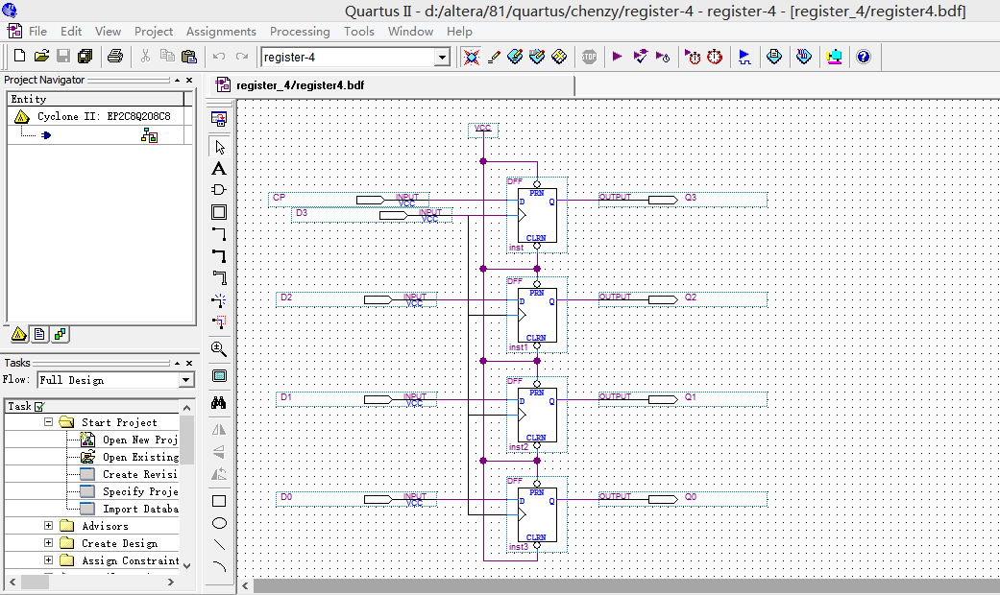 Quartus II - d:/altera/81/quartus/chenzy/register-4 - register-4 - [register_4/register4.bdf]
File Edit View Project Assignments Processing Tools Window Help
register-4
STOP
Project Navigator
register_4/register4.bdf
Entity
Cyclone II: EP2C8Q208C8
VCC
DFF
CP INPUT VCC PRN D Q OUTPUT Q3
D3 INPUT VCC
CLRN
inst
DFF
D2 INPUT VCC PRN D Q OUTPUT Q2
CLRN
inst1
Tasks
Flow: Full Design
DFF
D1 INPUT VCC PRN D Q OUTPUT Q1
CLRN
inst2
Task
Start Project
Open New Proj
Open Existing
Create Revisi
Specify Proje
Import Databa
DFF
D0 INPUT VCC PRN D Q OUTPUT Q0
CLRN
inst3
Advisors
Create Design
Assign Constraint